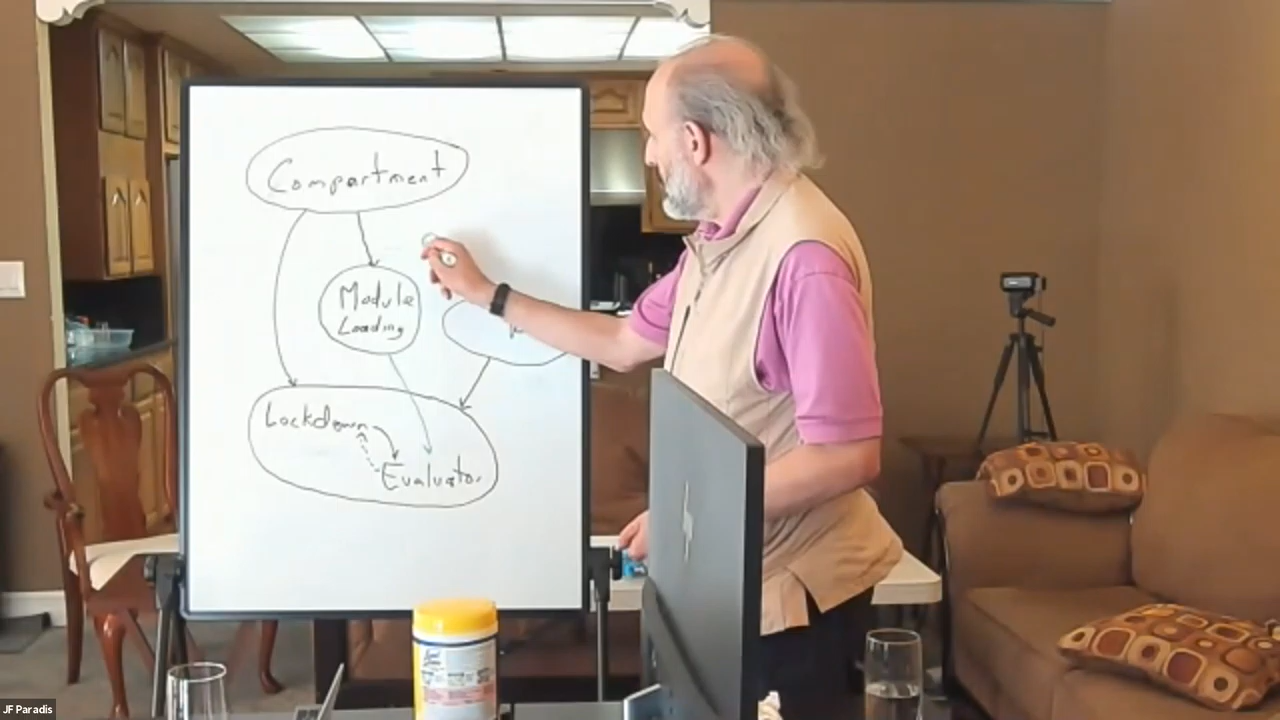 Compartment
Module
Loading
Lockdown
Evaluator
JF Paradis